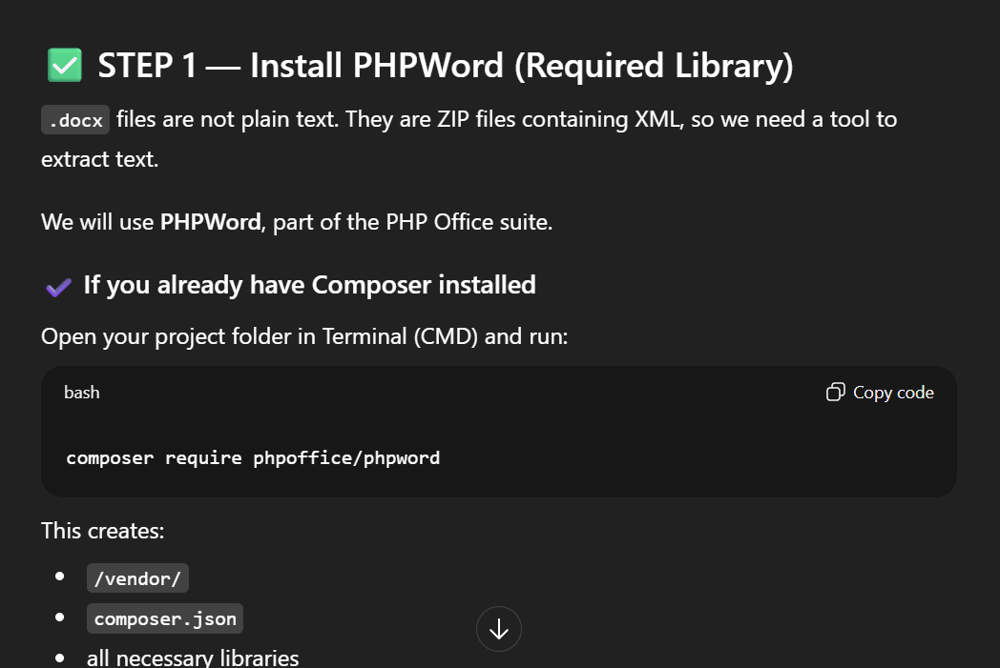 ✅ STEP 1 — Install PHPWord (Required Library)
.docx files are not plain text. They are ZIP files containing XML, so we need a tool to
extract text.
We will use PHPWord, part of the PHP Office suite.
✔ If you already have Composer installed
Open your project folder in Terminal (CMD) and run:
bash
Copy code
composer require phpoffice/phpword
This creates:
• /vendor/
• composer.json
• all necessary libraries